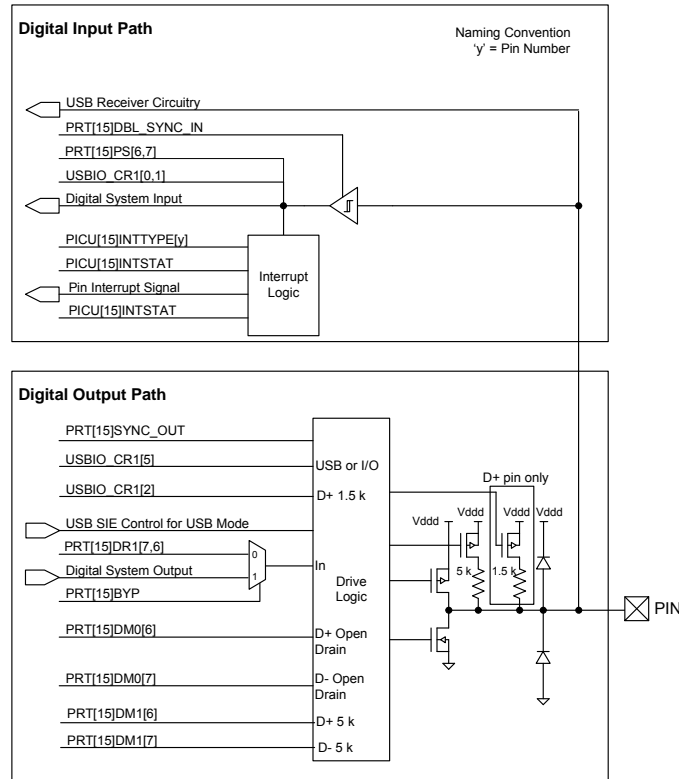 Digital Input Path
Naming Convention
‘y’ = Pin Number
USB Receiver Circuitry
PRT[15]DBL_SYNC_IN
PRT[15]PS[6,7]
USBIO_CR1[0,1]
Digital System Input
PICU[15]INTTYPE[y]
PICU[15]INTSTAT
Pin Interrupt Signal
PICU[15]INTSTAT
Interrupt
Logic
Digital Output Path
PRT[15]SYNC_OUT
USBIO_CR1[5]
USB or I/O
USBIO_CR1[2]
D+ 1.5 k
USB SIE Control for USB Mode
PRT[15]DR1[7,6]
0
Digital System Output
1
PRT[15]BYP
In
Drive
Logic
PRT[15]DM0[6]
D+ Open
Drain
PRT[15]DM0[7]
D- Open
Drain
PRT[15]DM1[6]
D+ 5 k
PRT[15]DM1[7]
D- 5 k
D+ pin only
Vddd
Vddd
Vddd
Vddd
5 k
1.5 k
PIN